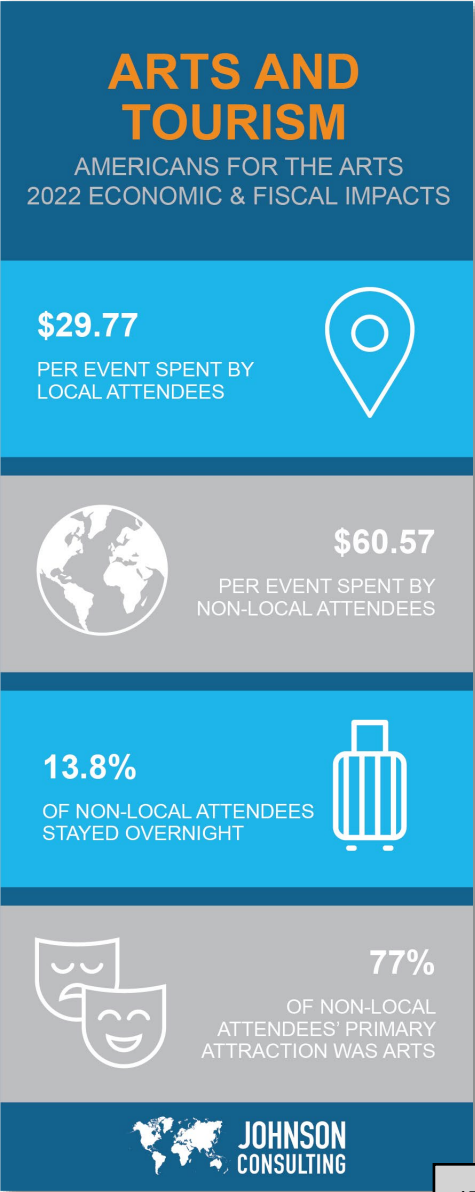 ARTS AND
TOURISM
AMERICANS FOR THE ARTS
2022 ECONOMIC & FISCAL IMPACTS
$29.77
PER EVENT SPENT BY
LOCAL ATTENDEES
$60.57
PER EVENT SPENT BY
NON-LOCAL ATTENDEES
13.8%
OF NON-LOCAL ATTENDEES
STAYED OVERNIGHT
77%
OF NON-LOCAL
ATTENDEES' PRIMARY
ATTRACTION WAS ARTS
JOHNSON
CONSULTING